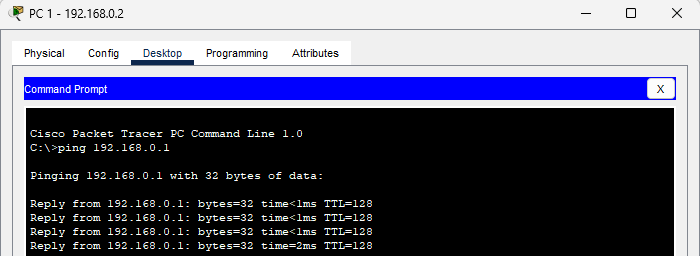 PC 1 - 192.168.0.2
Physical Config Desktop Programming Attributes
Command Prompt X
Cisco Packet Tracer PC Command Line 1.0
C:\>ping 192.168.0.1
Pinging 192.168.0.1 with 32 bytes of data:
Reply from 192.168.0.1: bytes=32 time<1ms TTL=128
Reply from 192.168.0.1: bytes=32 time<1ms TTL=128
Reply from 192.168.0.1: bytes=32 time<1ms TTL=128
Reply from 192.168.0.1: bytes=32 time=2ms TTL=128